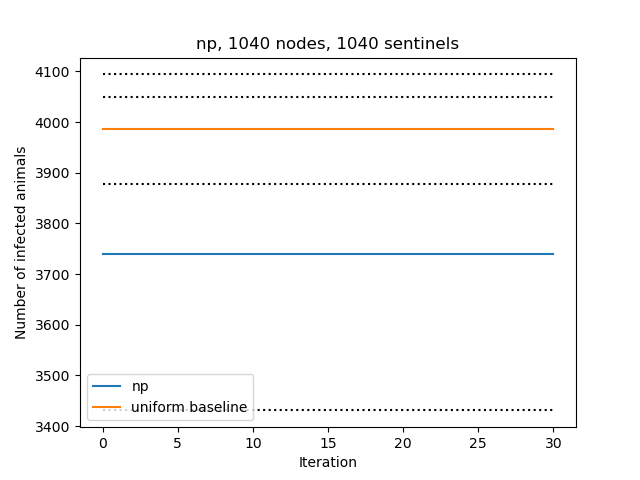 np, 1040 nodes, 1040 sentinels
Number of infected animals
4100
4000
3900
3800
3700
3600
3500
3400
np
uniform baseline
0 5 10 15 20 25 30
Iteration